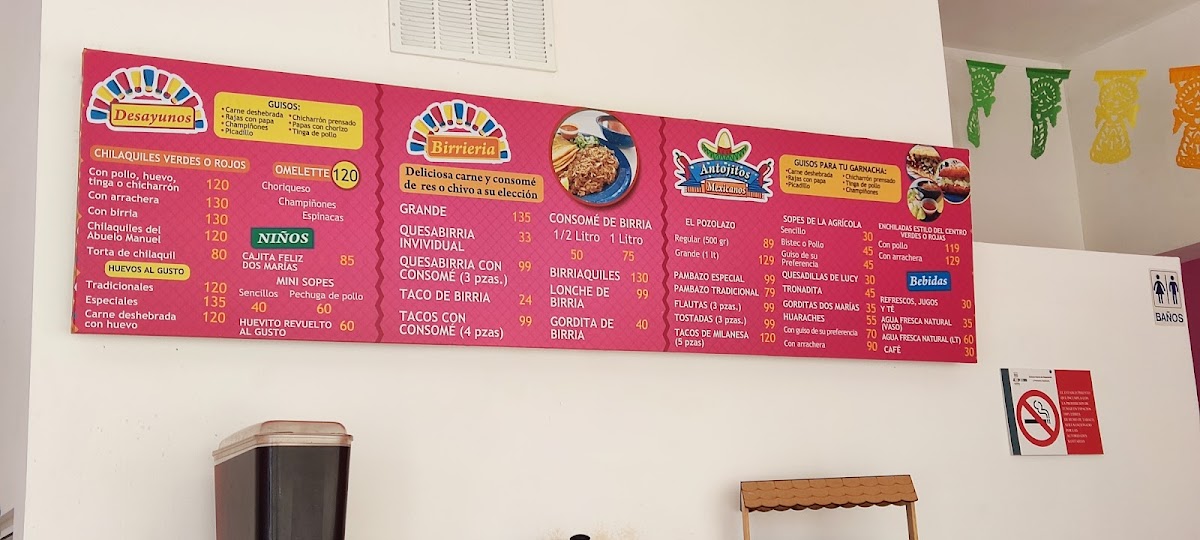 Desayunos
GUISOS:
•Carne deshebrada
•Rajas con papa
•Champiñones
•Picadillo
•Chicharrón prensado
•Papas con chorizo
•Tinga de pollo
CHILAQUILES VERDES O ROJOS
Con pollo, huevo,
tinga o chicharrón 120
Con arrachera 130
Con birria 130
Chilaquiles del
Abuelo Manuel 120
Torta de chilaquil 80
HUEVOS AL GUSTO
Tradicionales 120
Especiales 135
Carne deshebrada
con huevo 120
OMELETTE 120
Choriqueso
Champiñones
Espinacas
NIÑOS
CAJITA FELIZ
DOS MARÍAS 85
MINI SOPES
Sencillos Pechuga de pollo
40 60
HUEVITO REVUELTO
AL GUSTO 60
Birrieria
Deliciosa carne y consomé
de res o chivo a su elección
GRANDE 135
QUESABIRRIA
INVIVIDUAL 33
QUESABIRRIA CON
CONSOMÉ (3 pzas.) 99
TACO DE BIRRIA 24
TACOS CON
CONSOMÉ (4 pzas) 99
CONSOMÉ DE BIRRIA
1/2 Litro 1 Litro
50 75
BIRRIAQUILES 130
LONCHE DE
BIRRIA 99
GORDITA DE
BIRRIA 40
Antojitos
Mexicanos
GUISOS PARA TU GARNACHA:
•Carne deshebrada
•Rajas con papa
•Picadillo
•Chicharrón prensado
•Tinga de pollo
•Champiñones
EL POZOLAZO
Regular (500 gr) 89
Grande (1 lt) 129
PAMBAZO ESPECIAL 99
PAMBAZO TRADICIONAL 79
FLAUTAS (3 pzas.) 99
TOSTADAS (3 pzas.) 99
TACOS DE MILANESA
(5 pzas) 120
SOPES DE LA AGRÍCOLA
Sencillo 30
Bistec o Pollo 45
Guiso de su
Preferencia 45
QUESADILLAS DE LUCY 30
TRONADITA 45
GORDITAS DOS MARÍAS 35
HUARACHES 55
Con guiso de su preferencia 70
Con arrachera 90
ENCHILADAS ESTILO DEL CENTRO
VERDES O ROJAS
Con pollo 119
Con arrachera 129
Bebidas
REFRESCOS, JUGOS
Y TÉ 30
AGUA FRESCA NATURAL
(VASO) 35
AGUA FRESCA NATURAL (LT) 60
CAFÉ 30
BAÑOS